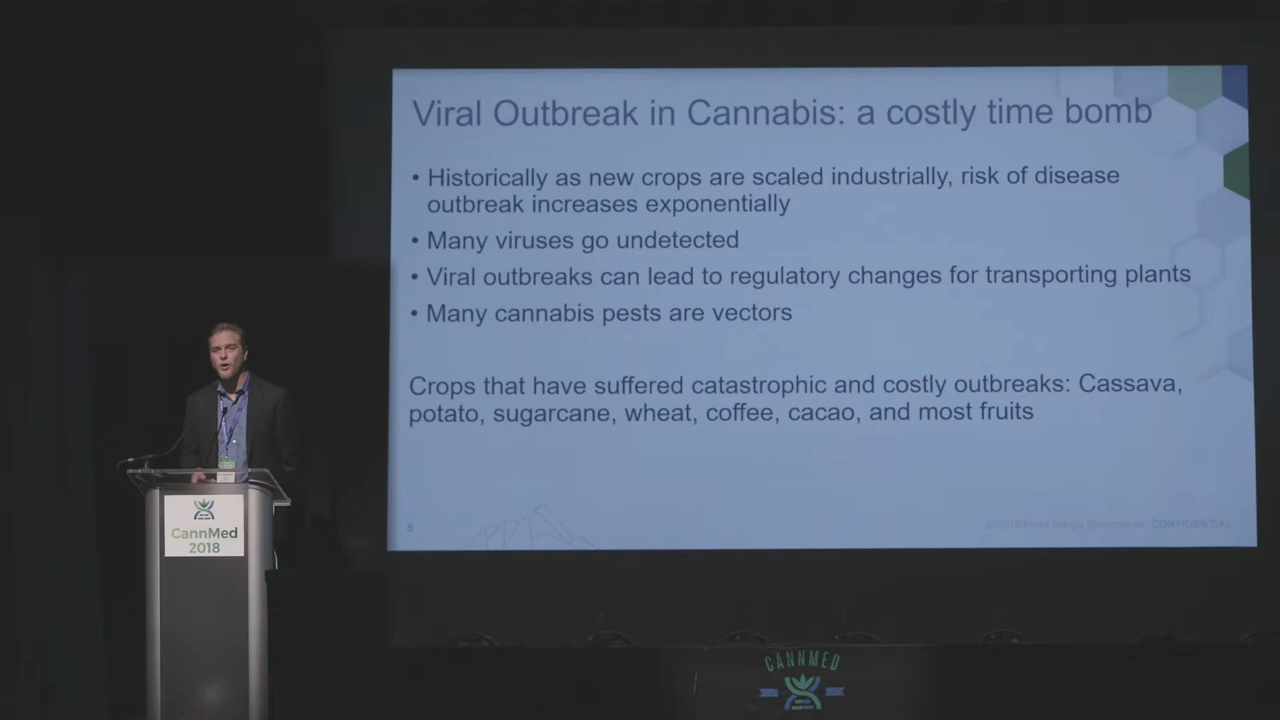 Viral Outbreak in Cannabis: a costly time bomb
• Historically as new crops are scaled industrially, risk of disease
outbreak increases exponentially
• Many viruses go undetected
• Viral outbreaks can lead to regulatory changes for transporting plants
• Many cannabis pests are vectors
Crops that have suffered catastrophic and costly outbreaks: Cassava,
potato, sugarcane, wheat, coffee, cacao, and most fruits
8
CONFIDENTIAL
CannMed
2018
CANNMED